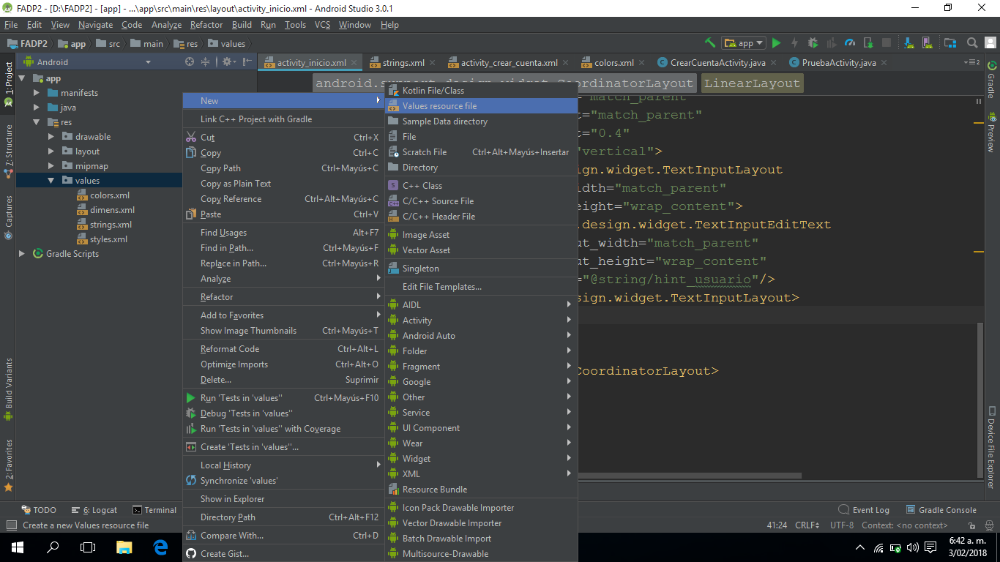 FADP2 - [D:\FADP2] - [app] - ...\app\src\main\res\layout\activity_inicio.xml - Android Studio 3.0.1
File Edit View Navigate Code Analyze Refactor Build Run Tools VCS Window Help
FADP2 app src main res values app
Android activity_inicio.xml strings.xml activity_crear_cuenta.xml colors.xml CrearCuentaActivity.java PruebaActivity.java
1: Project
7: Structure
Captures
Build Variants
2: Favorites
app
manifests
java
res
drawable
layout
mipmap
values
colors.xml
dimens.xml
strings.xml
styles.xml
Gradle Scripts
New
Link C++ Project with Gradle
Cut Ctrl+X
Copy Ctrl+C
Copy Path Ctrl+Mayús+C
Copy as Plain Text
Copy Reference Ctrl+Alt+Mayús+C
Paste Ctrl+V
Find Usages Alt+F7
Find in Path... Ctrl+Mayús+F
Replace in Path... Ctrl+Mayús+R
Analyze
Refactor
Add to Favorites
Show Image Thumbnails Ctrl+Mayús+T
Reformat Code Ctrl+Alt+L
Optimize Imports Ctrl+Alt+O
Delete... Suprimir
Run 'Tests in 'values'' Ctrl+Mayús+F10
Debug 'Tests in 'values''
Run 'Tests in 'values'' with Coverage
Create 'Tests in 'values''...
Local History
Synchronize 'values'
Show in Explorer
Directory Path Ctrl+Alt+F12
Compare With... Ctrl+D
Create Gist...
Kotlin File/Class
Values resource file
Sample Data directory
File
Scratch File Ctrl+Alt+Mayús+Insertar
Directory
C++ Class
C/C++ Source File
C/C++ Header File
Image Asset
Vector Asset
Singleton
Edit File Templates...
AIDL
Activity
Android Auto
Folder
Fragment
Google
Other
Service
UI Component
Wear
Widget
XML
Resource Bundle
Icon Pack Drawable Importer
Vector Drawable Importer
Batch Drawable Import
Multisource-Drawable
android.support.design.widget.CoordinatorLayout LinearLayout
="match_parent"
t="match_parent"
t="0.4"
"vertical">
ign.widget.TextInputLayout
width="match_parent"
height="wrap_content">
.design.widget.TextInputEditText
ut_width="match_parent"
ut_height="wrap_content"
="@string/hint_usuario"/>
sign.widget.TextInputLayout>
CoordinatorLayout>
Gradle
Preview
Device File Explorer
TODO 6: Logcat Terminal Event Log Gradle Console
Create a new Values resource file 41:24 CRLF UTF-8 Context: <no context>
6:42 a. m.
3/02/2018